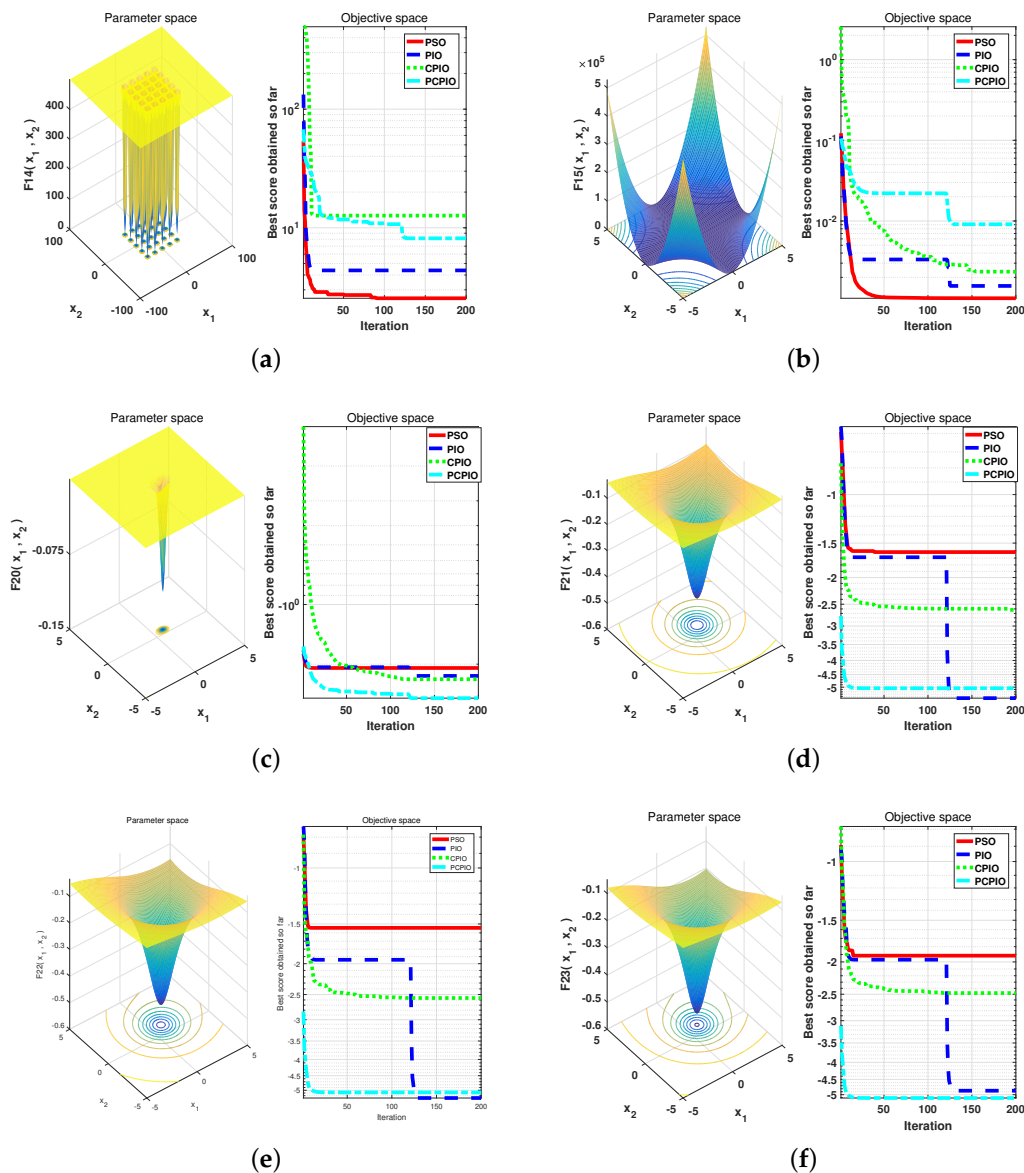 Parameter space
F14( x1 , x2 )
400
300
200
100
0
100
0
-100
x2
-100
0
100
x1
Objective space
Best score obtained so far
10^2
10^1
50 100 150 200
Iteration
PSO
PIO
CPIO
PCPIO
(a)
Parameter space
×10^5
F15( x1 , x2 )
5
4
3
2
1
0
5
0
-5
x2
-5
0
5
x1
Objective space
Best score obtained so far
10^0
10^-1
10^-2
50 100 150 200
Iteration
PSO
PIO
CPIO
PCPIO
(b)
Parameter space
F20( x1 , x2 )
-0.075
-0.15
5
0
-5
x2
-5
0
5
x1
Objective space
Best score obtained so far
-10^0
50 100 150 200
Iteration
PSO
PIO
CPIO
PCPIO
(c)
Parameter space
F21( x1 , x2 )
-0.1
-0.2
-0.3
-0.4
-0.5
-0.6
5
0
-5
x2
-5
0
5
x1
Objective space
Best score obtained so far
-1
-1.5
-2
-2.5
-3
-3.5
-4
-4.5
-5
50 100 150 200
Iteration
PSO
PIO
CPIO
PCPIO
(d)
Parameter space
F22( x1 , x2 )
-0.1
-0.2
-0.3
-0.4
-0.5
-0.6
5
0
-5
x2
-5
0
5
x1
Objective space
Best score obtained so far
-1
-1.5
-2
-2.5
-3
-3.5
-4
-4.5
-5
50 100 150 200
Iteration
PSO
PIO
CPIO
PCPIO
(e)
Parameter space
F23( x1 , x2 )
-0.1
-0.2
-0.3
-0.4
-0.5
-0.6
5
0
-5
x2
-5
0
5
x1
Objective space
Best score obtained so far
-1
-1.5
-2
-2.5
-3
-3.5
-4
-4.5
-5
50 100 150 200
Iteration
PSO
PIO
CPIO
PCPIO
(f)